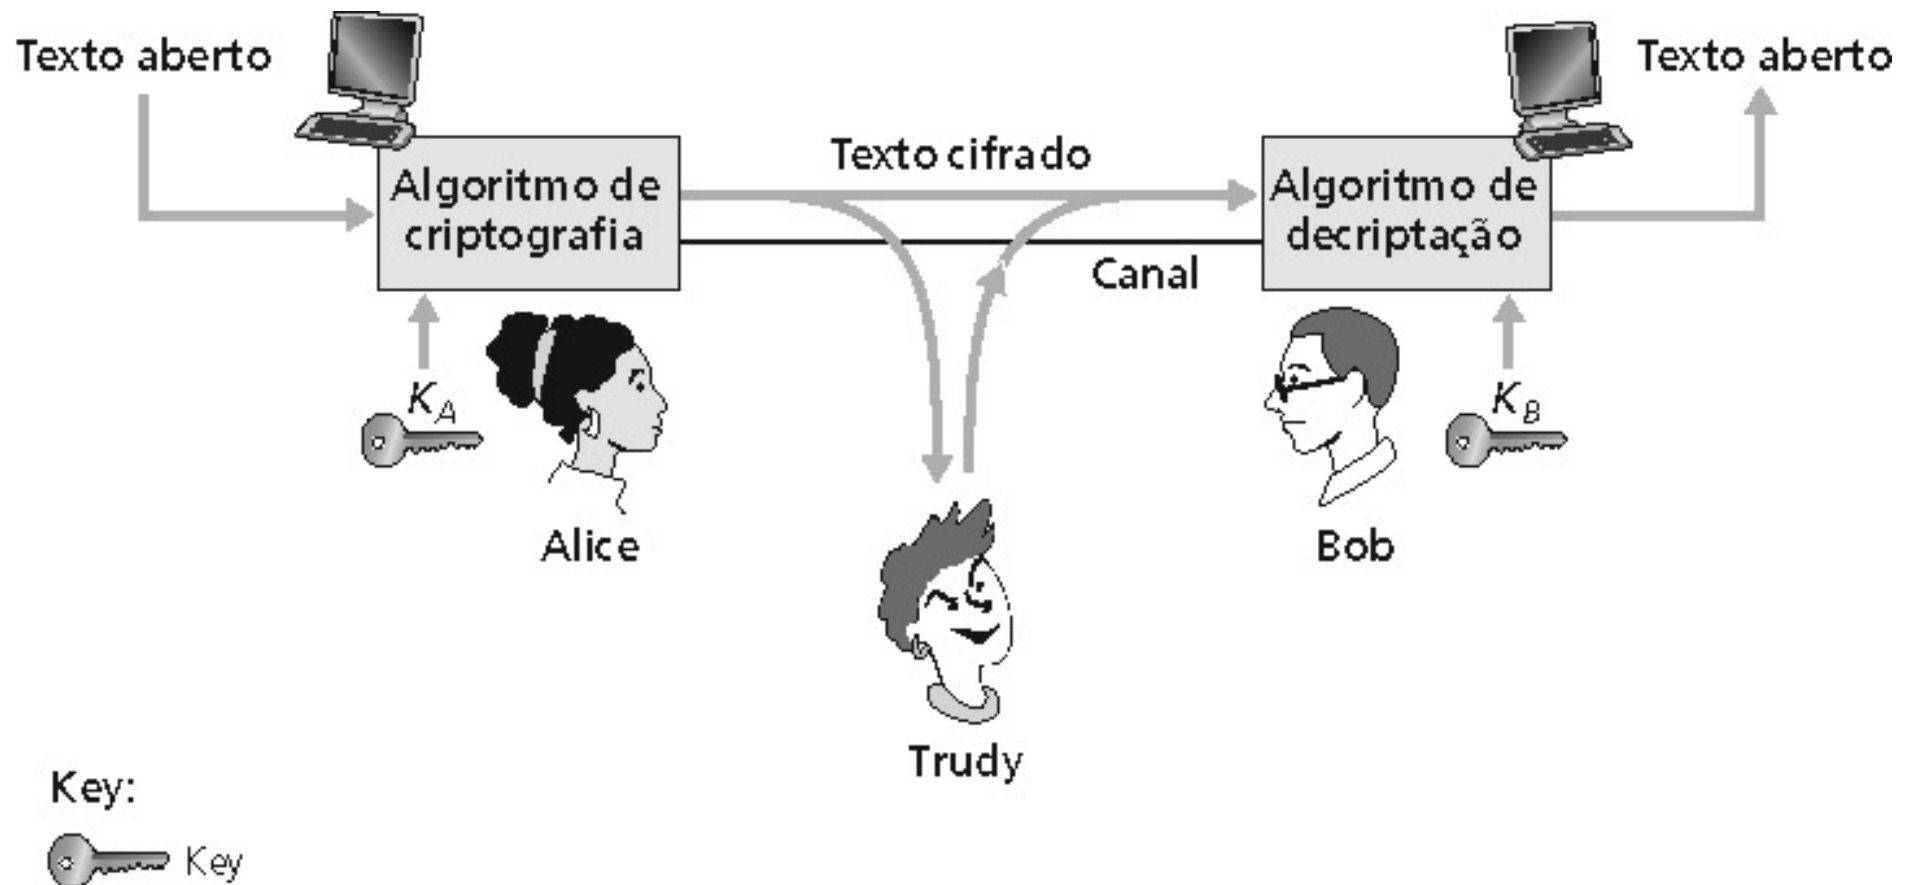 Texto aberto
Texto aberto
Algoritmo de
criptografia
Texto cifrado
Canal
Algoritmo de
decriptação
K_A
K_B
Alice
Bob
Trudy
Key:
Key